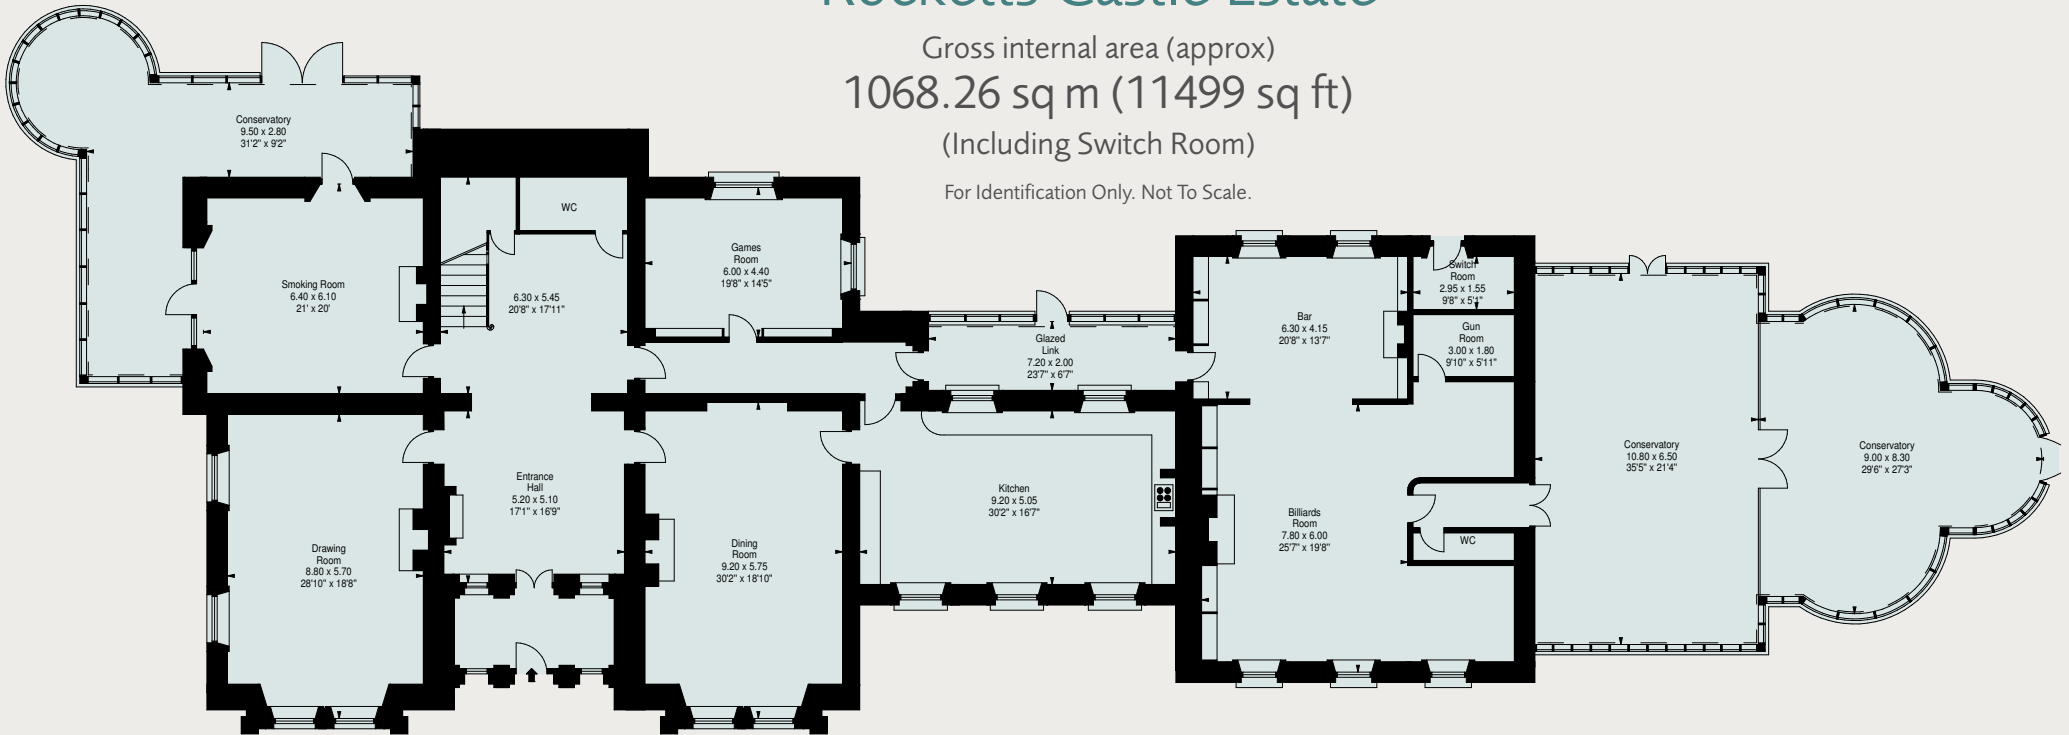 Rocketts Castle Estate
Gross internal area (approx)
1068.26 sq m (11499 sq ft)
(Including Switch Room)
For Identification Only. Not To Scale.
Conservatory
9.50 x 2.80
31'2" x 9'2"
Smoking Room
6.40 x 6.10
21' x 20'
WC
6.30 x 5.45
20'8" x 17'11"
Games
Room
6.00 x 4.40
19'8" x 14'5"
Glazed
Link
7.20 x 2.00
23'7" x 6'7"
Bar
6.30 x 4.15
20'8" x 13'7"
Switch
Room
2.95 x 1.55
9'8" x 5'1"
Gun
Room
3.00 x 1.80
9'10" x 5'11"
Drawing
Room
8.80 x 5.70
28'10" x 18'8"
Entrance
Hall
5.20 x 5.10
17'1" x 16'9"
Dining
Room
9.20 x 5.75
30'2" x 18'10"
Kitchen
9.20 x 5.05
30'2" x 16'7"
Billiards
Room
7.80 x 6.00
25'7" x 19'8"
WC
Conservatory
10.80 x 6.50
35'5" x 21'4"
Conservatory
9.00 x 8.30
29'6" x 27'3"